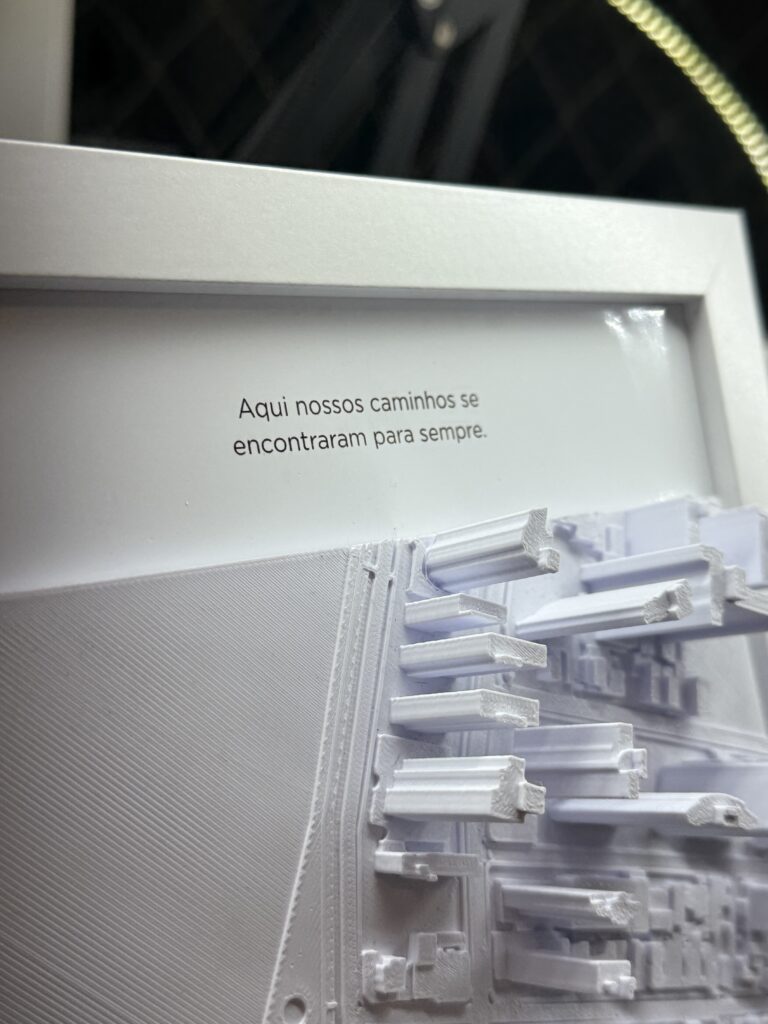 Aqui nossos caminhos se
encontraram para sempre.